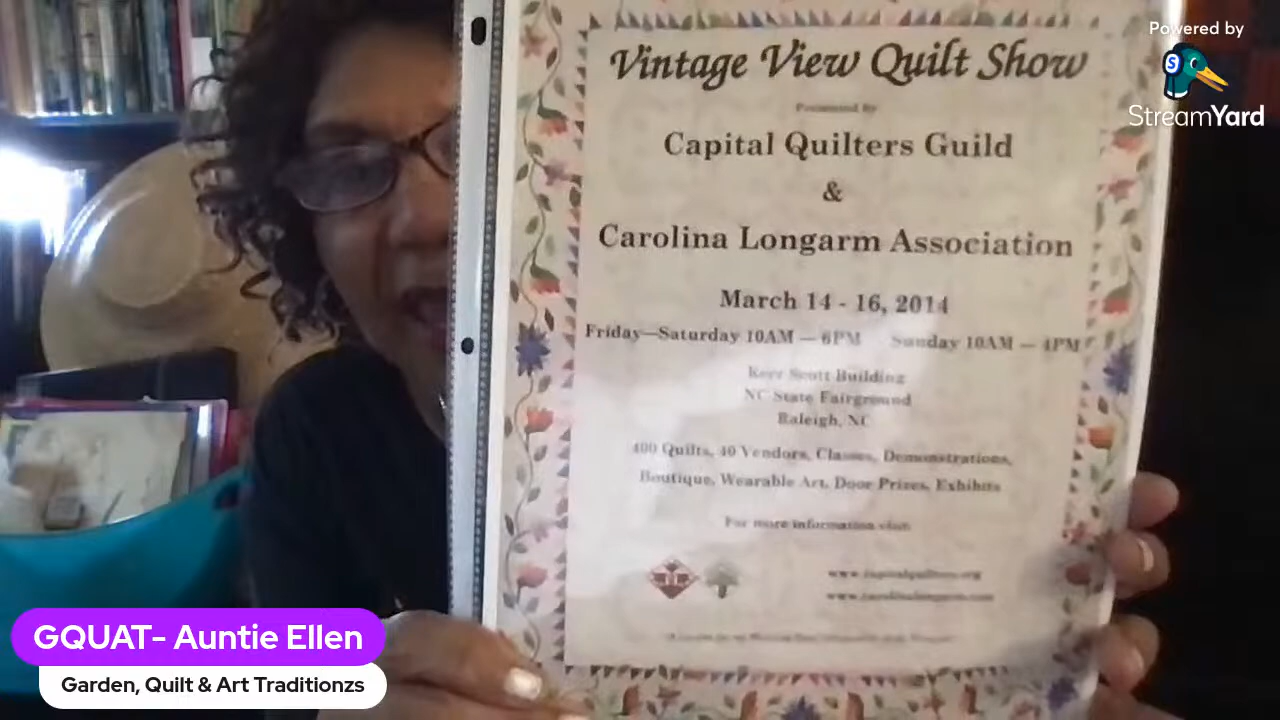 Powered by
StreamYard
Vintage View Quilt Show
Presented by
Capital Quilters Guild
&
Carolina Longarm Association
March 14 - 16, 2014
Friday—Saturday 10AM — 6PM Sunday 10AM — 4PM
Kerr Scott Building
NC State Fairground
Raleigh, NC
400 Quilts, 40 Vendors, Classes, Demonstrations,
Boutique, Wearable Art, Door Prizes, Exhibits
For more information visit:
www.capitalquilters.org
www.carolinalongarm.com
GQUAT- Auntie Ellen
Garden, Quilt & Art Traditionzs